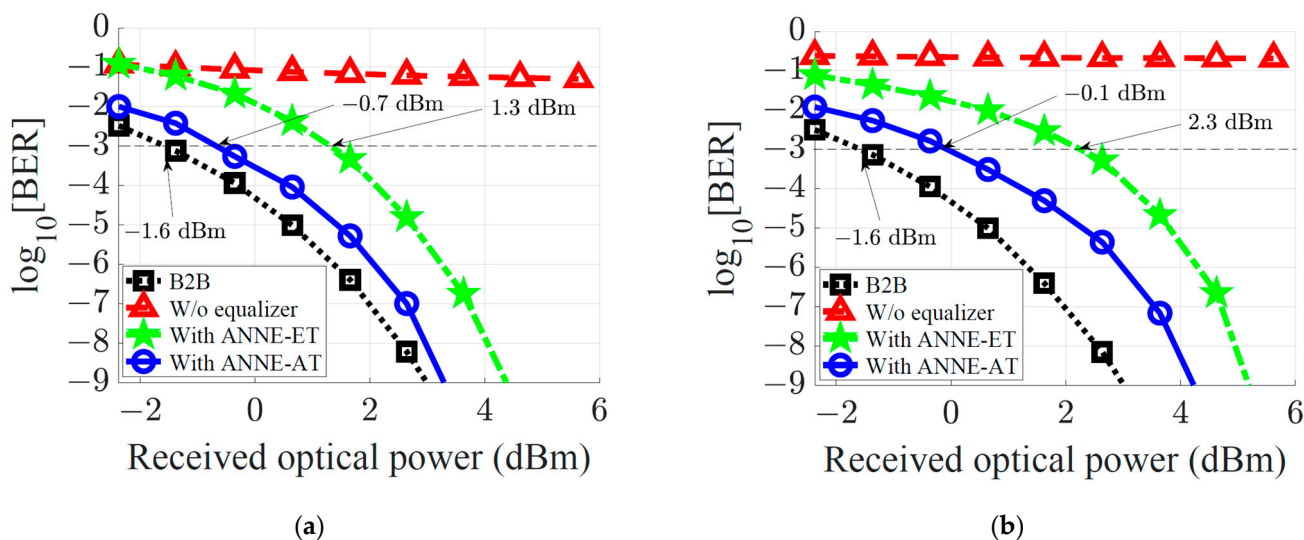 0
−1
−2
−3
−4
−5
−6
−7
−8
−9
log10[BER]
−0.7 dBm
1.3 dBm
−1.6 dBm
B2B
W/o equalizer
With ANNE-ET
With ANNE-AT
−2 0 2 4 6
Received optical power (dBm)
(a)
0
−1
−2
−3
−4
−5
−6
−7
−8
−9
log10[BER]
−0.1 dBm
2.3 dBm
−1.6 dBm
B2B
W/o equalizer
With ANNE-ET
With ANNE-AT
−2 0 2 4 6
Received optical power (dBm)
(b)